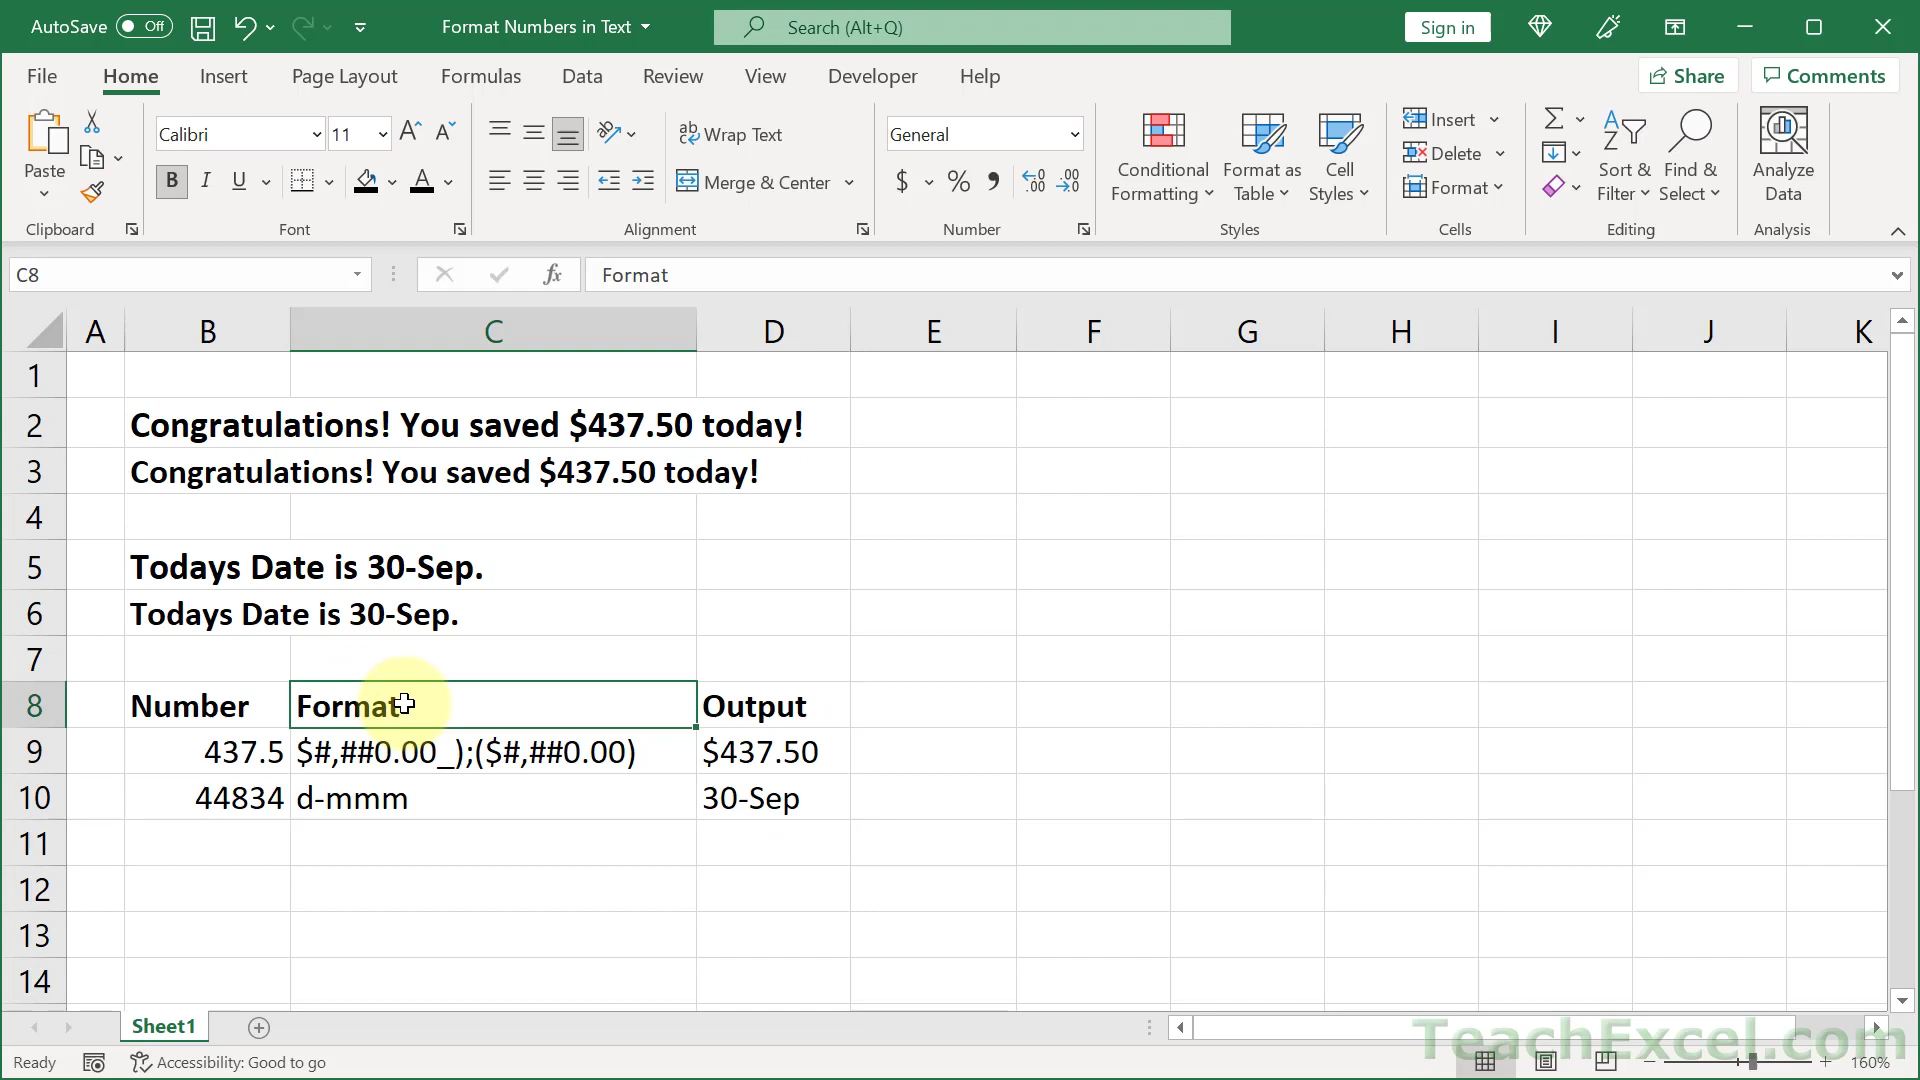 AutoSave Off Format Numbers in Text Search (Alt+Q) Sign in
File Home Insert Page Layout Formulas Data Review View Developer Help Share Comments
Paste
Clipboard
Calibri 11
A A
B I U A
Font
ab Wrap Text
Merge & Center
Alignment
General
$ % , .00 .00
Number
Conditional Formatting
Format as Table
Cell Styles
Styles
Insert
Delete
Format
Cells
Sort & Filter
Find & Select
Editing
Analyze Data
Analysis
C8 fx Format
A B C D E F G H I J K
1
2 Congratulations! You saved $437.50 today!
3 Congratulations! You saved $437.50 today!
4
5 Todays Date is 30-Sep.
6 Todays Date is 30-Sep.
7
8 Number Format Output
9 437.5 $#,##0.00_);($#,##0.00) $437.50
10 44834 d-mmm 30-Sep
11
12
13
14
Sheet1
TeachExcel.com
Ready Accessibility: Good to go 160%